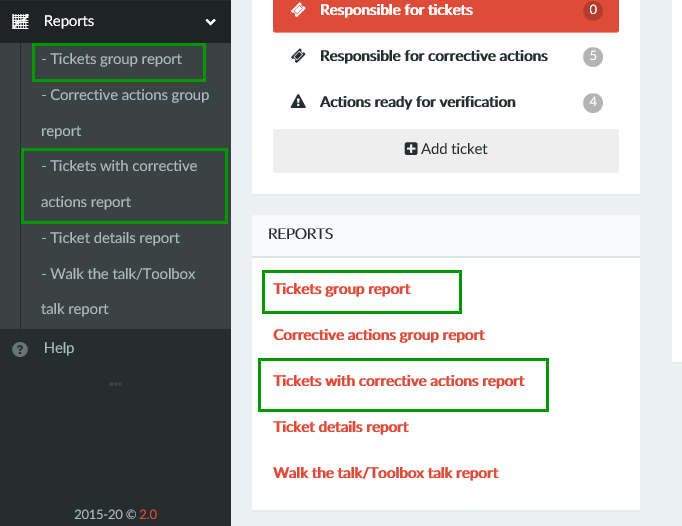 Reports
- Tickets group report
- Corrective actions group
report
- Tickets with corrective
actions report
- Ticket details report
- Walk the talk/Toolbox
talk report
Help
2015-20 © 2.0
Responsible for tickets 0
Responsible for corrective actions 5
Actions ready for verification 4
Add ticket
REPORTS
Tickets group report
Corrective actions group report
Tickets with corrective actions report
Ticket details report
Walk the talk/Toolbox talk report